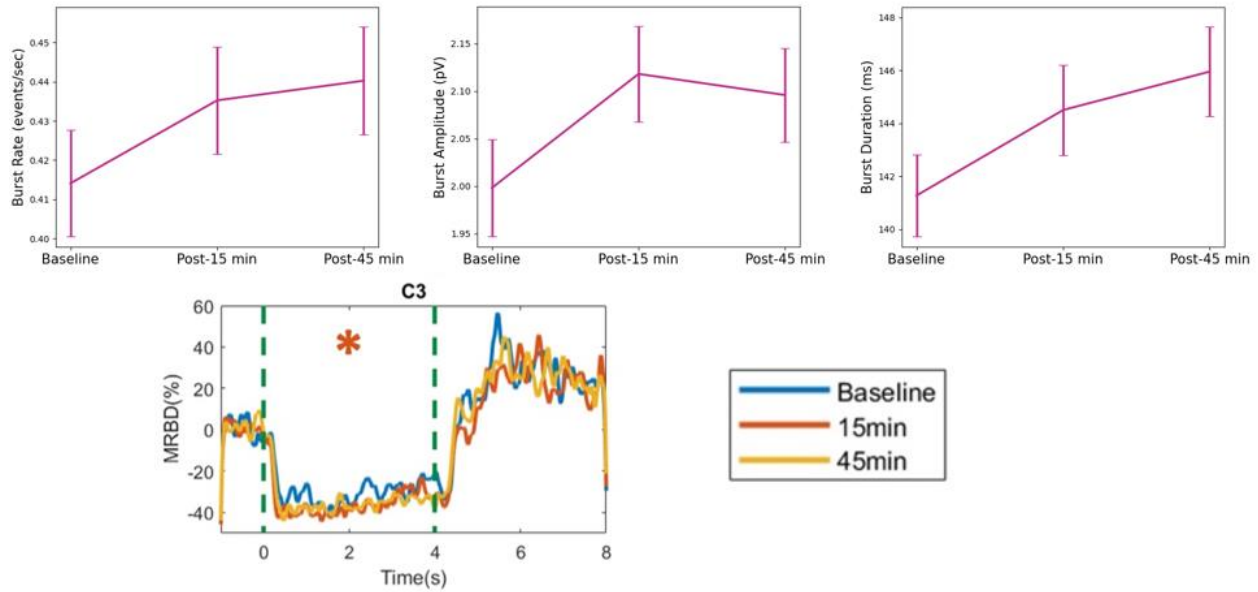 Burst Rate (events/sec)
0.45
0.44
0.43
0.42
0.41
0.40
Baseline Post-15 min Post-45 min
Burst Amplitude (pV)
2.15
2.10
2.05
2.00
1.95
Baseline Post-15 min Post-45 min
Burst Duration (ms)
148
146
144
142
140
Baseline Post-15 min Post-45 min
C3
MRBD(%)
60
40
20
0
-20
-40
*
0 2 4 6 8
Time(s)
Baseline
15min
45min